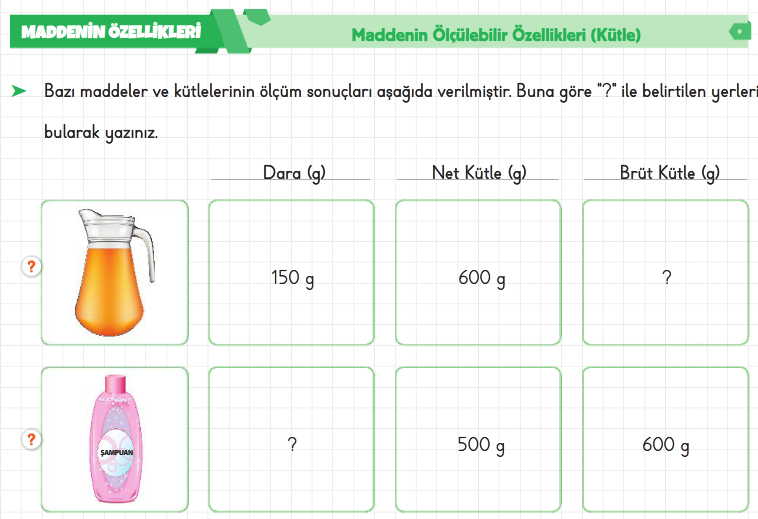 MADDENİN ÖZELLİKLERİ
Maddenin Ölçülebilir Özellikleri (Kütle)
➤ Bazı maddeler ve kütlelerinin ölçüm sonuçları aşağıda verilmiştir. Buna göre "?" ile belirtilen yerleri
bularak yazınız.
Dara (g) Net Kütle (g) Brüt Kütle (g)
? 150 g 600 g ?
? ŞAMPUAN ? 500 g 600 g